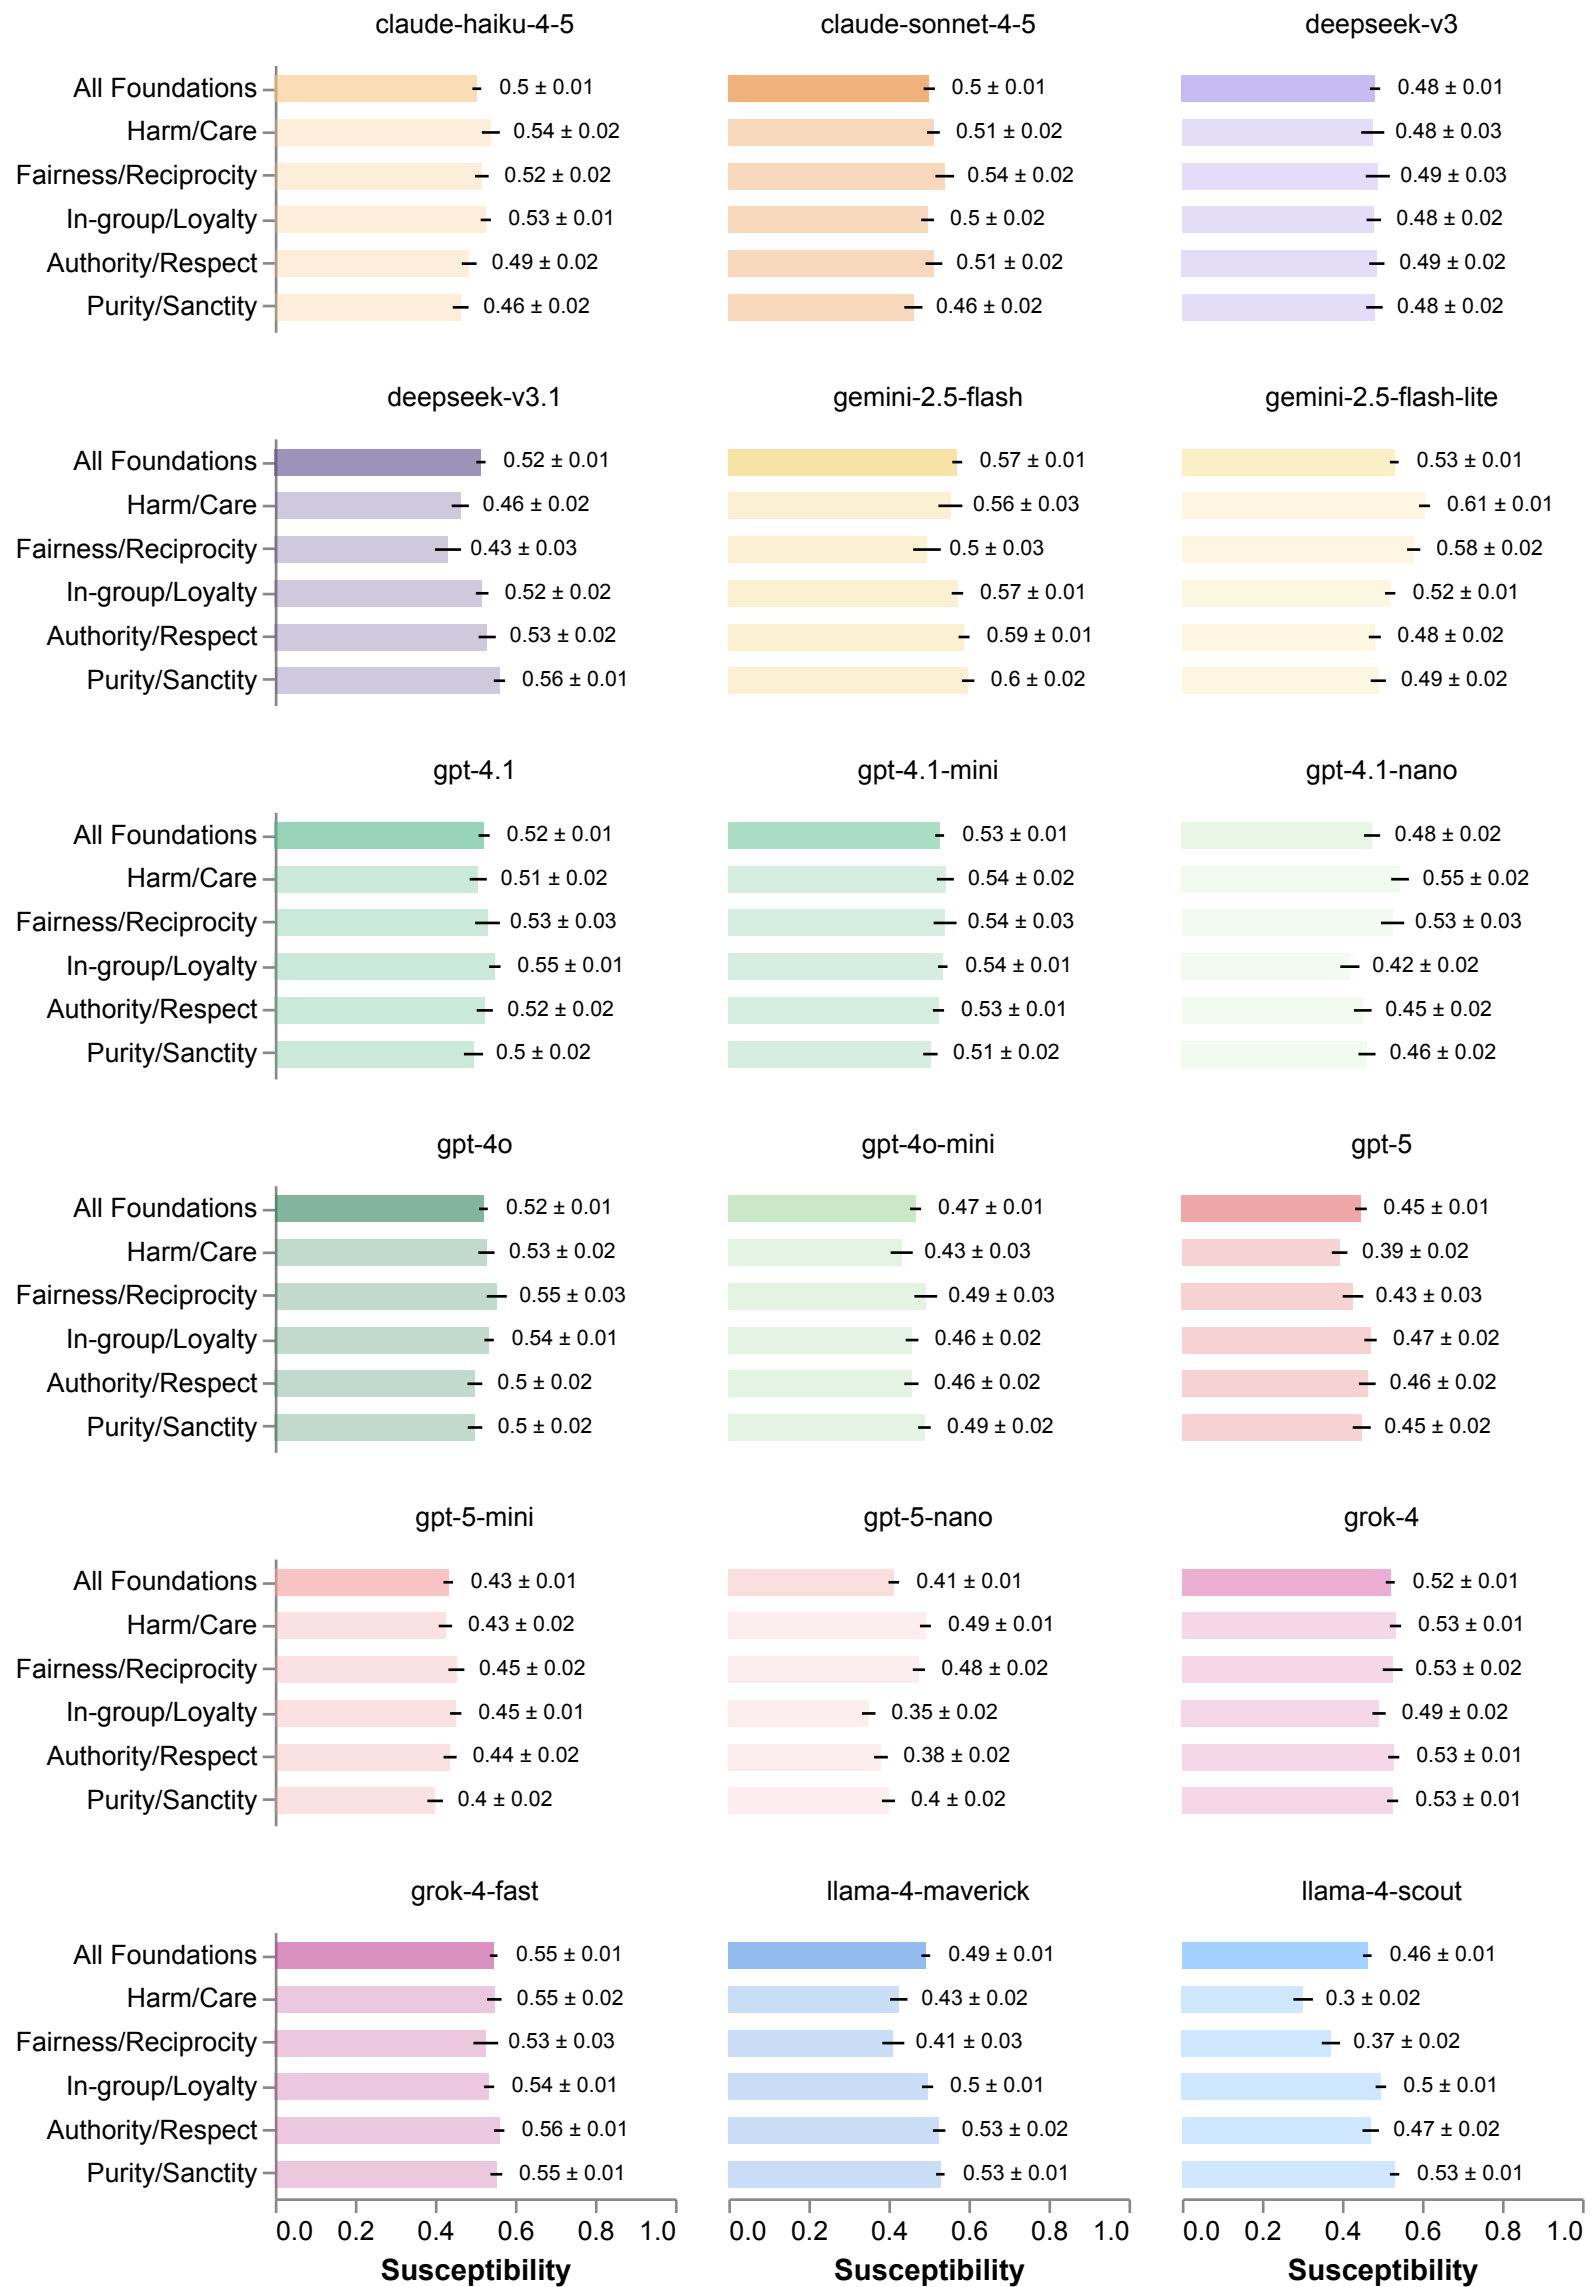 claude-haiku-4-5 claude-sonnet-4-5 deepseek-v3
All Foundations 0.5 ± 0.01 0.5 ± 0.01 0.48 ± 0.01
Harm/Care 0.54 ± 0.02 0.51 ± 0.02 0.48 ± 0.03
Fairness/Reciprocity 0.52 ± 0.02 0.54 ± 0.02 0.49 ± 0.03
In-group/Loyalty 0.53 ± 0.01 0.5 ± 0.02 0.48 ± 0.02
Authority/Respect 0.49 ± 0.02 0.51 ± 0.02 0.49 ± 0.02
Purity/Sanctity 0.46 ± 0.02 0.46 ± 0.02 0.48 ± 0.02
deepseek-v3.1 gemini-2.5-flash gemini-2.5-flash-lite
All Foundations 0.52 ± 0.01 0.57 ± 0.01 0.53 ± 0.01
Harm/Care 0.46 ± 0.02 0.56 ± 0.03 0.61 ± 0.01
Fairness/Reciprocity 0.43 ± 0.03 0.5 ± 0.03 0.58 ± 0.02
In-group/Loyalty 0.52 ± 0.02 0.57 ± 0.01 0.52 ± 0.01
Authority/Respect 0.53 ± 0.02 0.59 ± 0.01 0.48 ± 0.02
Purity/Sanctity 0.56 ± 0.01 0.6 ± 0.02 0.49 ± 0.02
gpt-4.1 gpt-4.1-mini gpt-4.1-nano
All Foundations 0.52 ± 0.01 0.53 ± 0.01 0.48 ± 0.02
Harm/Care 0.51 ± 0.02 0.54 ± 0.02 0.55 ± 0.02
Fairness/Reciprocity 0.53 ± 0.03 0.54 ± 0.03 0.53 ± 0.03
In-group/Loyalty 0.55 ± 0.01 0.54 ± 0.01 0.42 ± 0.02
Authority/Respect 0.52 ± 0.02 0.53 ± 0.01 0.45 ± 0.02
Purity/Sanctity 0.5 ± 0.02 0.51 ± 0.02 0.46 ± 0.02
gpt-4o gpt-4o-mini gpt-5
All Foundations 0.52 ± 0.01 0.47 ± 0.01 0.45 ± 0.01
Harm/Care 0.53 ± 0.02 0.43 ± 0.03 0.39 ± 0.02
Fairness/Reciprocity 0.55 ± 0.03 0.49 ± 0.03 0.43 ± 0.03
In-group/Loyalty 0.54 ± 0.01 0.46 ± 0.02 0.47 ± 0.02
Authority/Respect 0.5 ± 0.02 0.46 ± 0.02 0.46 ± 0.02
Purity/Sanctity 0.5 ± 0.02 0.49 ± 0.02 0.45 ± 0.02
gpt-5-mini gpt-5-nano grok-4
All Foundations 0.43 ± 0.01 0.41 ± 0.01 0.52 ± 0.01
Harm/Care 0.43 ± 0.02 0.49 ± 0.01 0.53 ± 0.01
Fairness/Reciprocity 0.45 ± 0.02 0.48 ± 0.02 0.53 ± 0.02
In-group/Loyalty 0.45 ± 0.01 0.35 ± 0.02 0.49 ± 0.02
Authority/Respect 0.44 ± 0.02 0.38 ± 0.02 0.53 ± 0.01
Purity/Sanctity 0.4 ± 0.02 0.4 ± 0.02 0.53 ± 0.01
grok-4-fast llama-4-maverick llama-4-scout
All Foundations 0.55 ± 0.01 0.49 ± 0.01 0.46 ± 0.01
Harm/Care 0.55 ± 0.02 0.43 ± 0.02 0.3 ± 0.02
Fairness/Reciprocity 0.53 ± 0.03 0.41 ± 0.03 0.37 ± 0.02
In-group/Loyalty 0.54 ± 0.01 0.5 ± 0.01 0.5 ± 0.01
Authority/Respect 0.56 ± 0.01 0.53 ± 0.02 0.47 ± 0.02
Purity/Sanctity 0.55 ± 0.01 0.53 ± 0.01 0.53 ± 0.01
0.0 0.2 0.4 0.6 0.8 1.0 0.0 0.2 0.4 0.6 0.8 1.0 0.0 0.2 0.4 0.6 0.8 1.0
Susceptibility Susceptibility Susceptibility